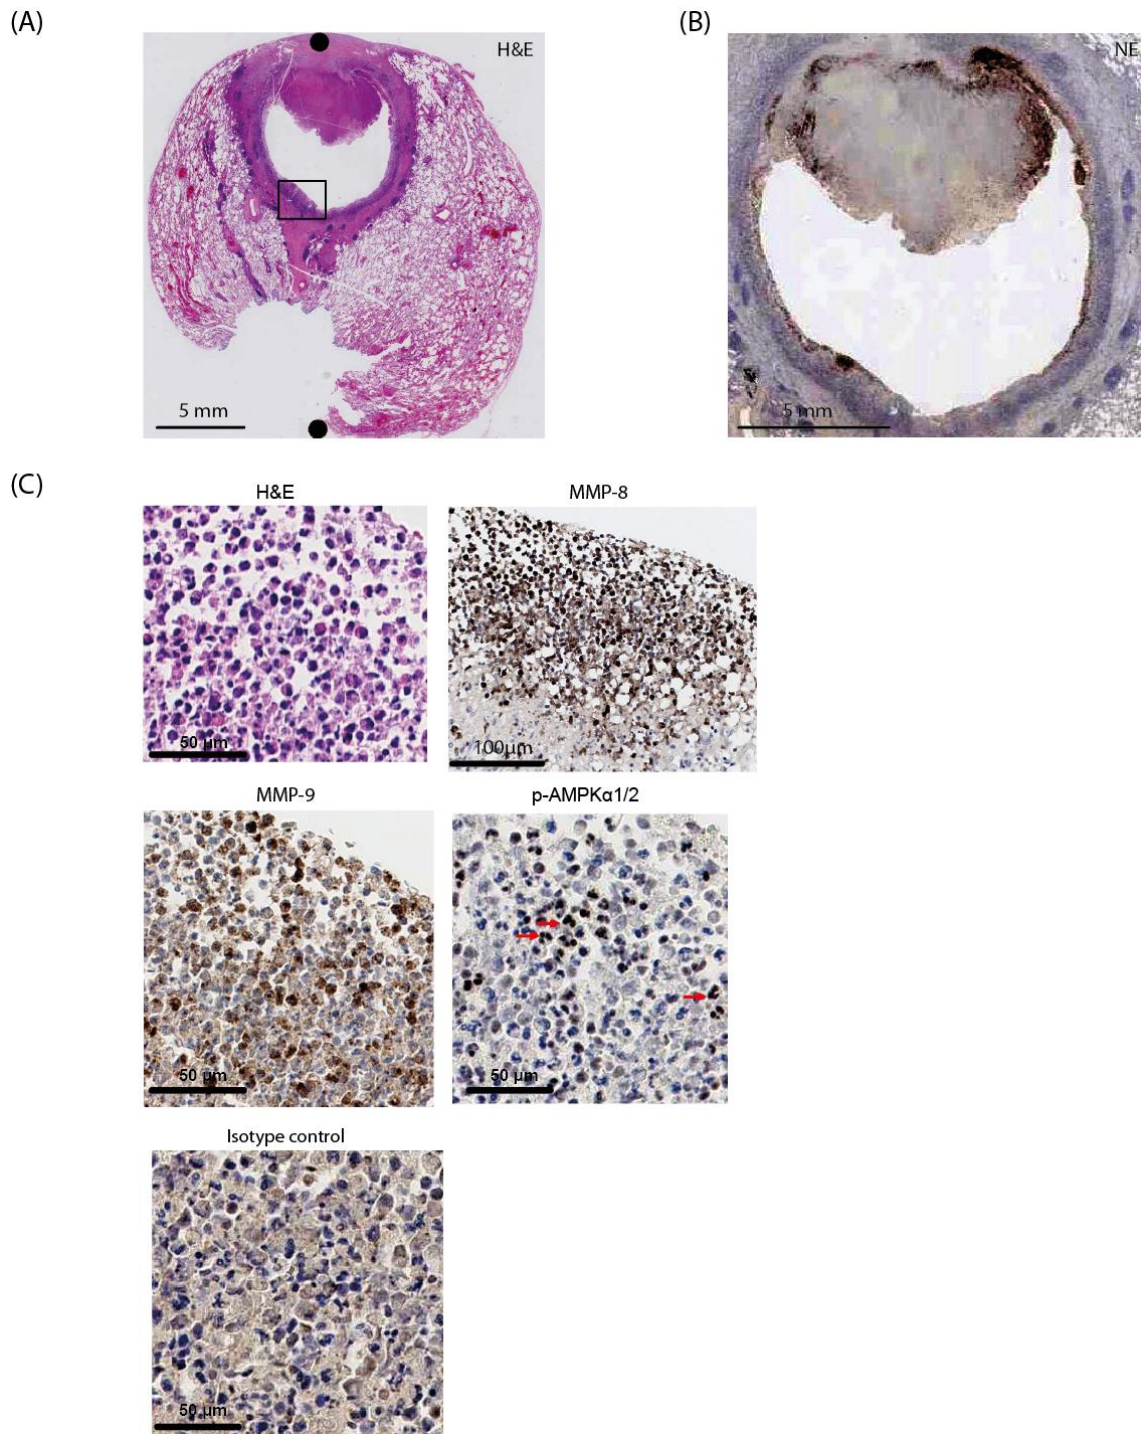 (A)
H&E
5 mm
(B)
NE
5 mm
(C)
H&E
50 µm
MMP-8
100µm
MMP-9
50 µm
p-AMPKα1/2
50 µm
Isotype control
50 µm